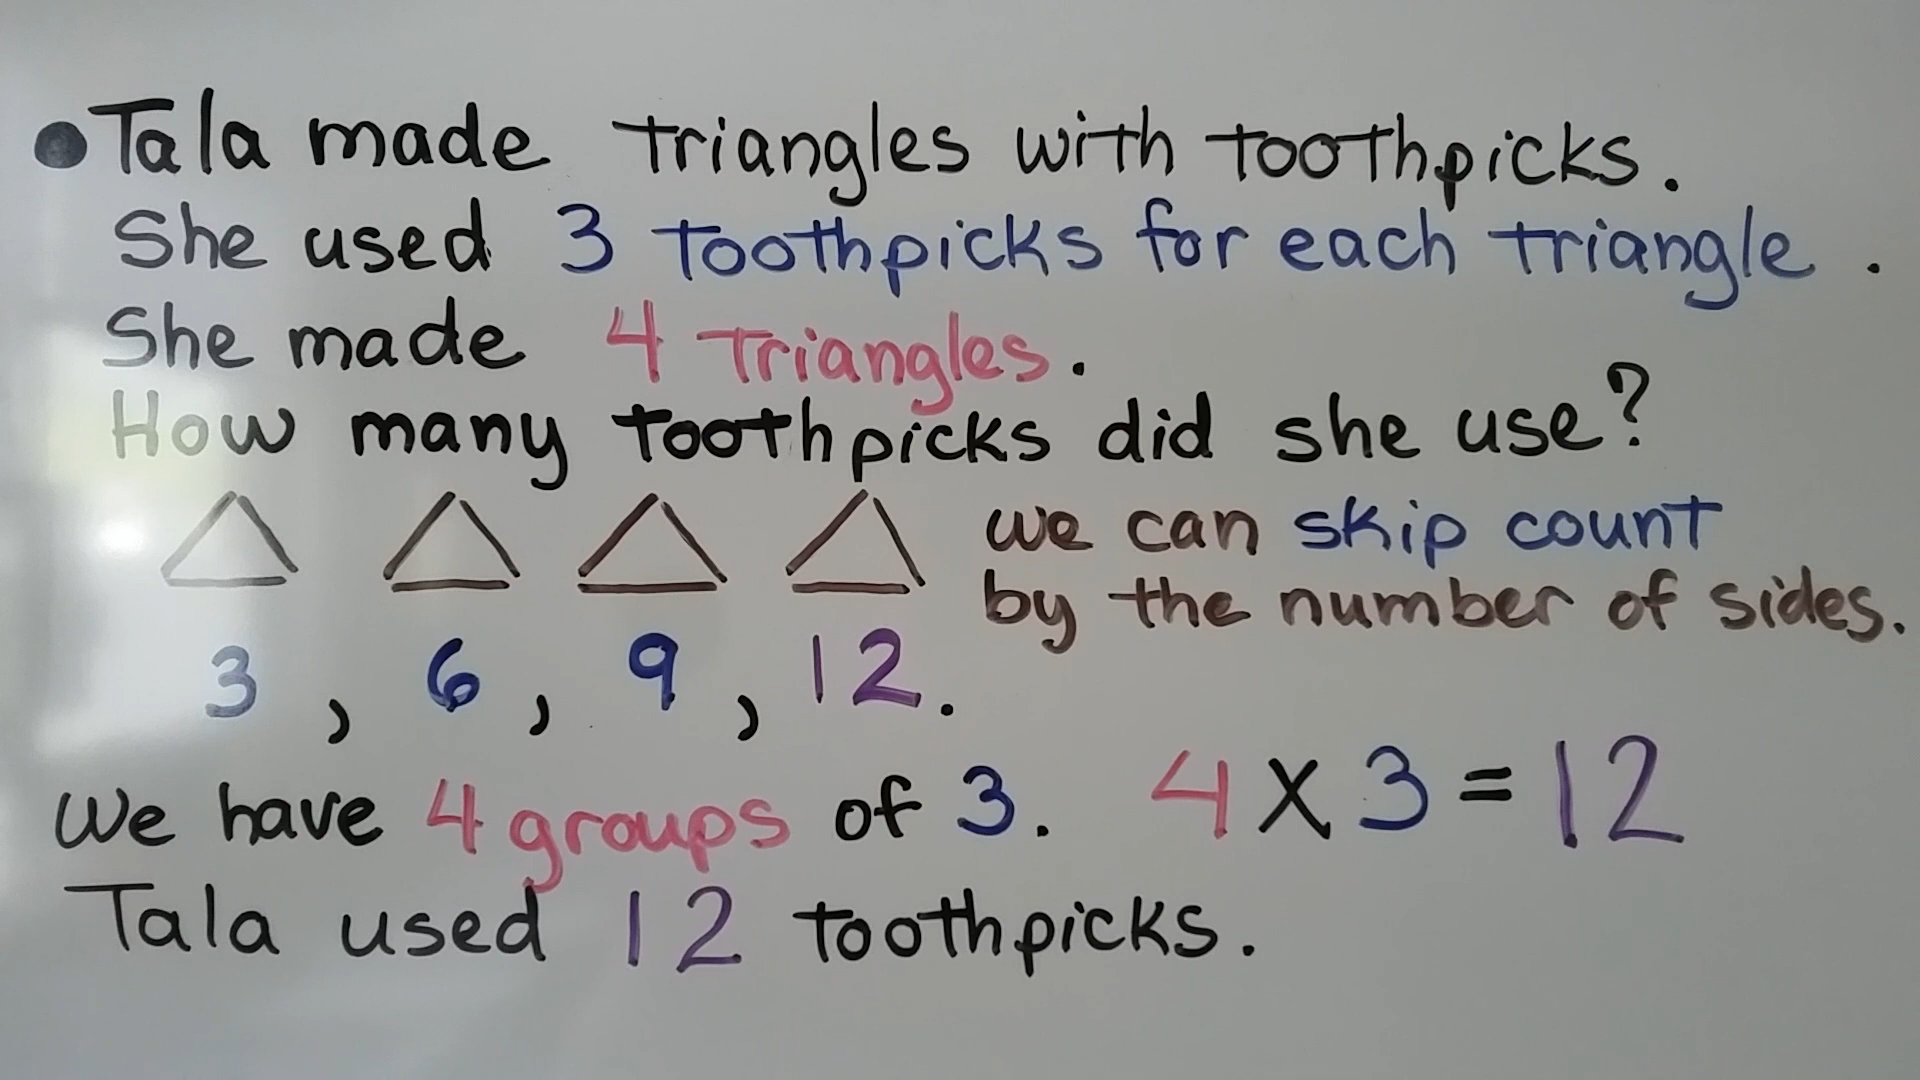 •Tala made triangles with toothpicks.
She used 3 toothpicks for each triangle.
She made 4 triangles.
How many toothpicks did she use?
we can skip count
by the number of sides.
3, 6, 9, 12.
we have 4 groups of 3. 4 x 3 = 12
Tala used 12 toothpicks.